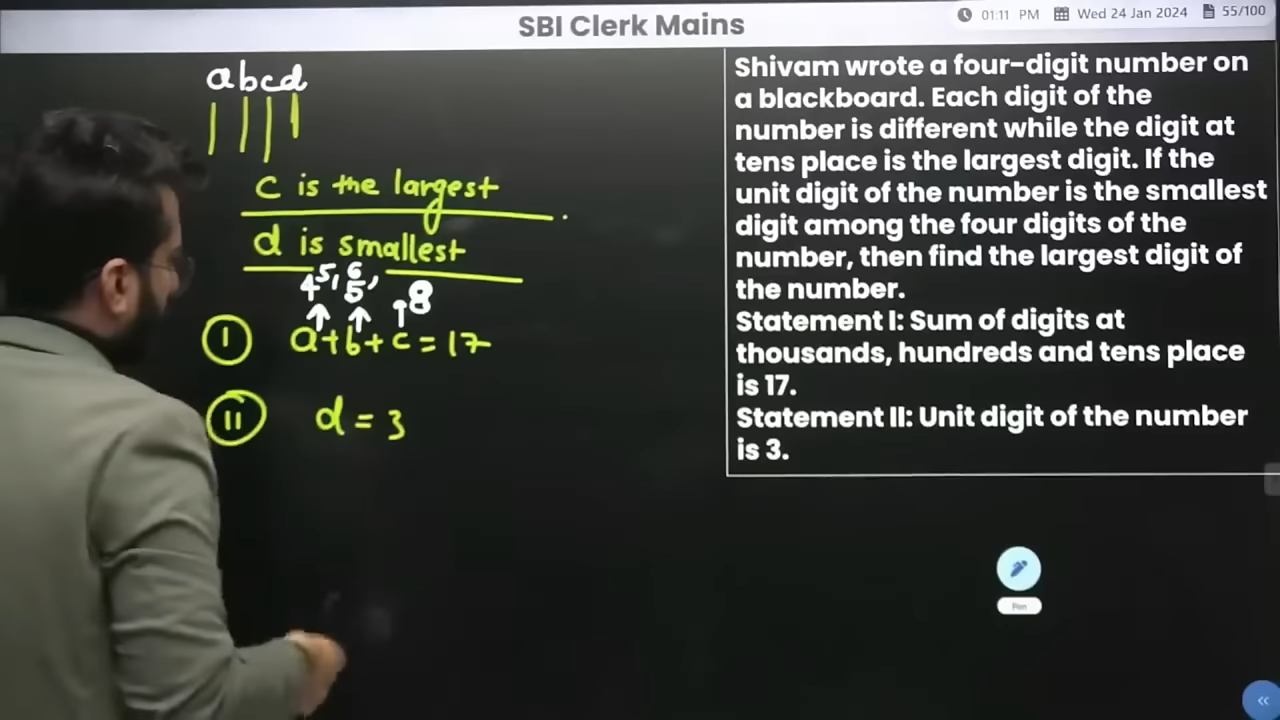 SBI Clerk Mains
01:11 PM Wed 24 Jan 2024 55/100
abcd
c is the largest
d is smallest
5, 6,
4 5 8
I a+b+c=17
II d=3
Shivam wrote a four-digit number on
a blackboard. Each digit of the
number is different while the digit at
tens place is the largest digit. If the
unit digit of the number is the smallest
digit among the four digits of the
number, then find the largest digit of
the number.
Statement I: Sum of digits at
thousands, hundreds and tens place
is 17.
Statement II: Unit digit of the number
is 3.
Pen
«